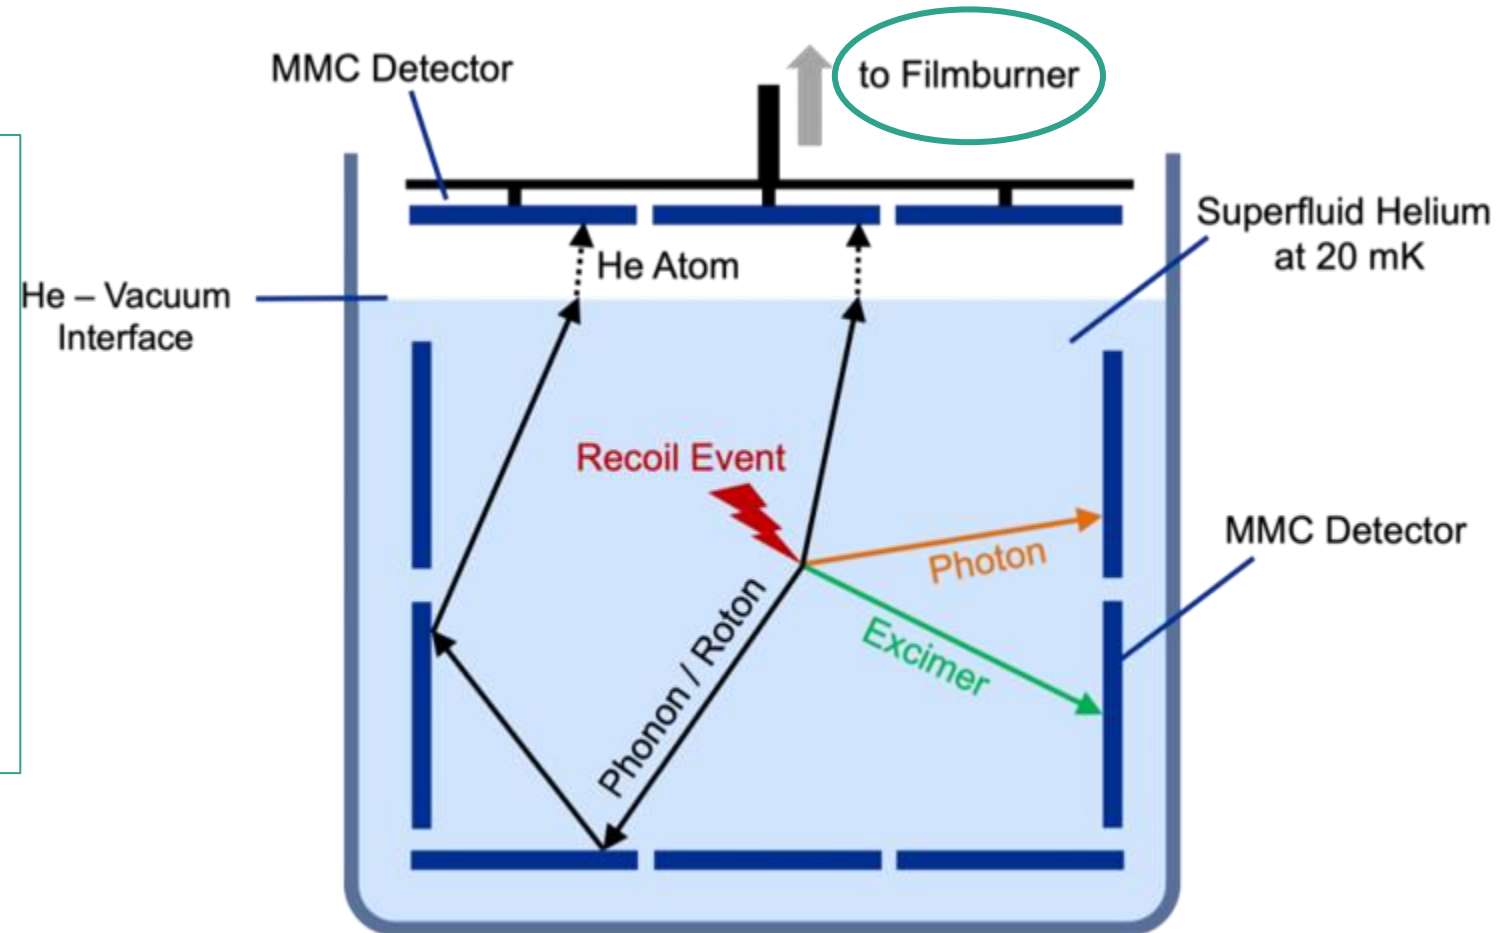 MMC Detector
to Filmburner
Superfluid Helium
at 20 mK
He Atom
He – Vacuum
Interface
Recoil Event
Photon
MMC Detector
Excimer
Phonon / Roton